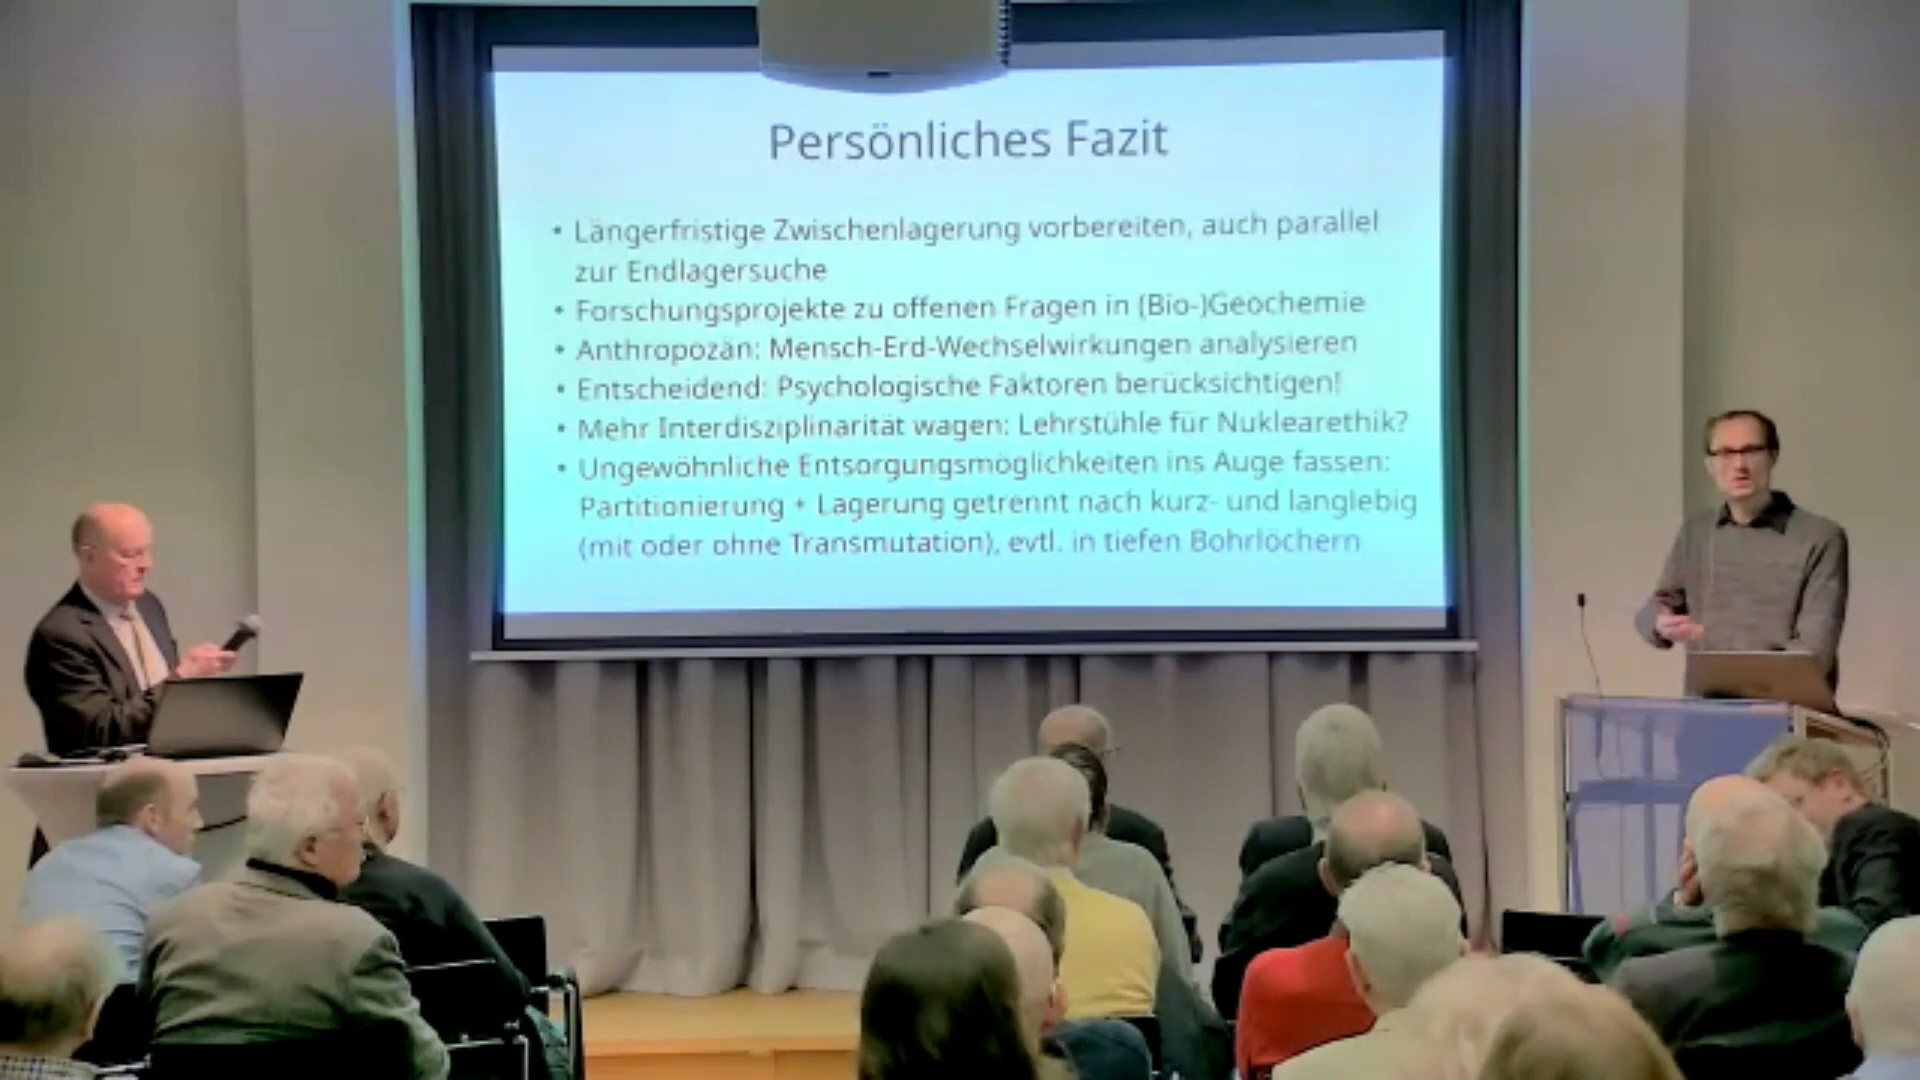 Persönliches Fazit
• Längerfristige Zwischenlagerung vorbereiten, auch parallel
zur Endlagersuche
• Forschungsprojekte zu offenen Fragen in (Bio-)Geochemie
• Anthropozän: Mensch-Erd-Wechselwirkungen analysieren
• Entscheidend: Psychologische Faktoren berücksichtigen!
• Mehr Interdisziplinarität wagen: Lehrstühle für Nuklearethik?
• Ungewöhnliche Entsorgungsmöglichkeiten ins Auge fassen:
Partitionierung + Lagerung getrennt nach kurz- und langlebig
(mit oder ohne Transmutation), evtl. in tiefen Bohrlöchern